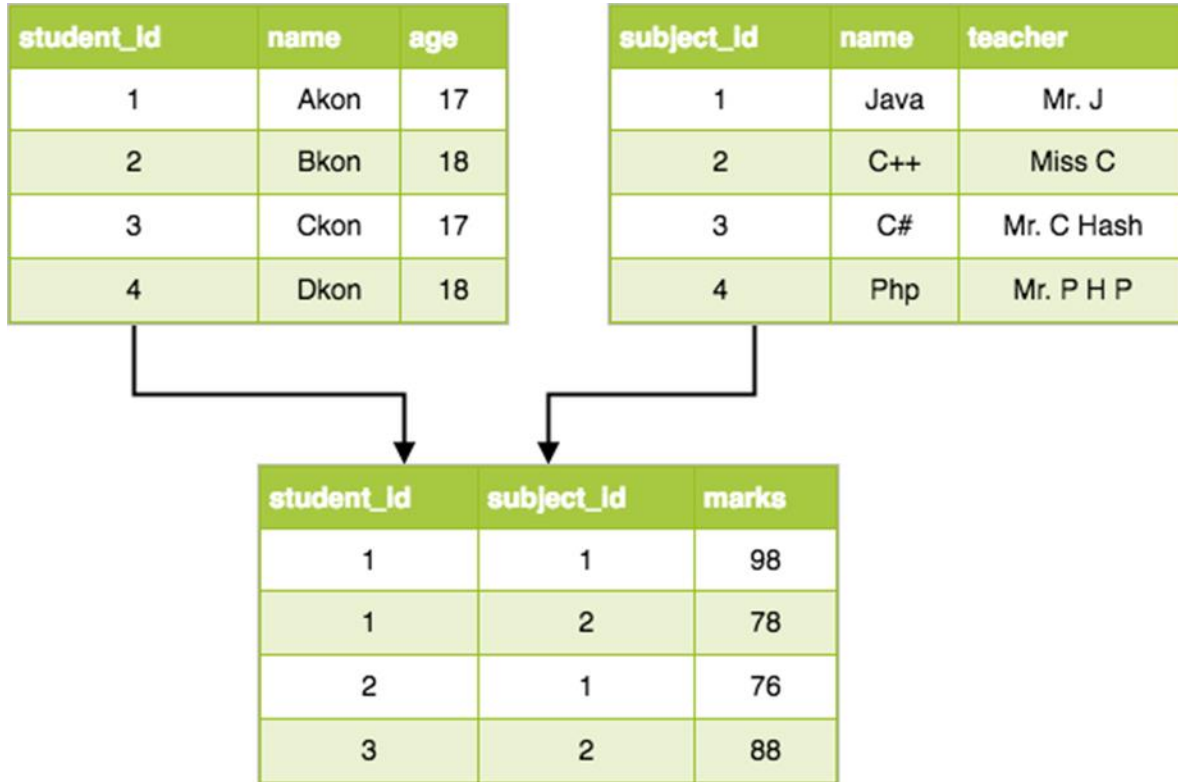 student_id name age
1 Akon 17
2 Bkon 18
3 Ckon 17
4 Dkon 18
subject_id name teacher
1 Java Mr. J
2 C++ Miss C
3 C# Mr. C Hash
4 Php Mr. P H P
student_id subject_id marks
1 1 98
1 2 78
2 1 76
3 2 88